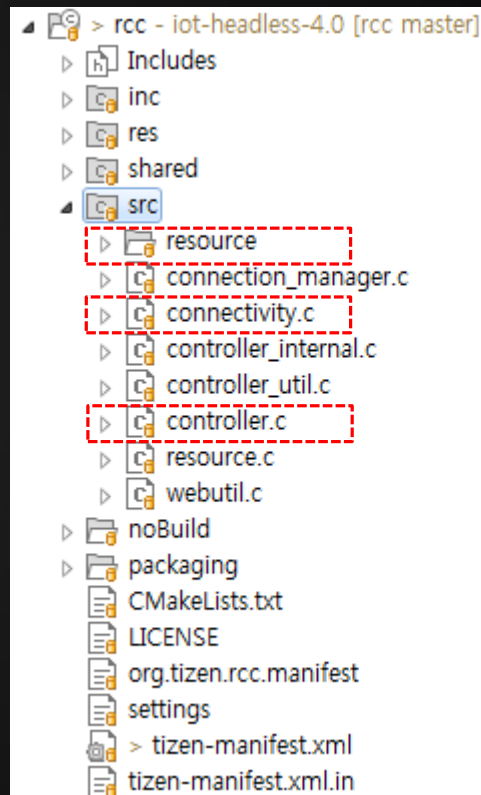 > rcc - iot-headless-4.0 [rcc master]
Includes
inc
res
shared
src
resource
connection_manager.c
connectivity.c
controller_internal.c
controller_util.c
controller.c
resource.c
webutil.c
noBuild
packaging
CMakeLists.txt
LICENSE
org.tizen.rcc.manifest
settings
> tizen-manifest.xml
tizen-manifest.xml.in